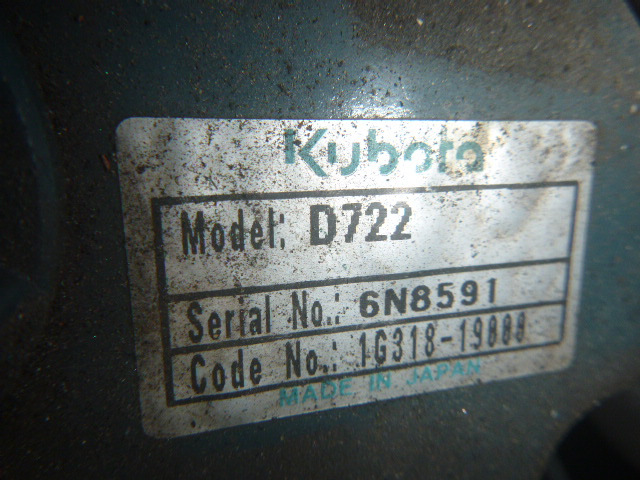 Kubota
Model: D722
Serial No.: 6N8591
Code No.: 1G318-19000
MADE IN JAPAN